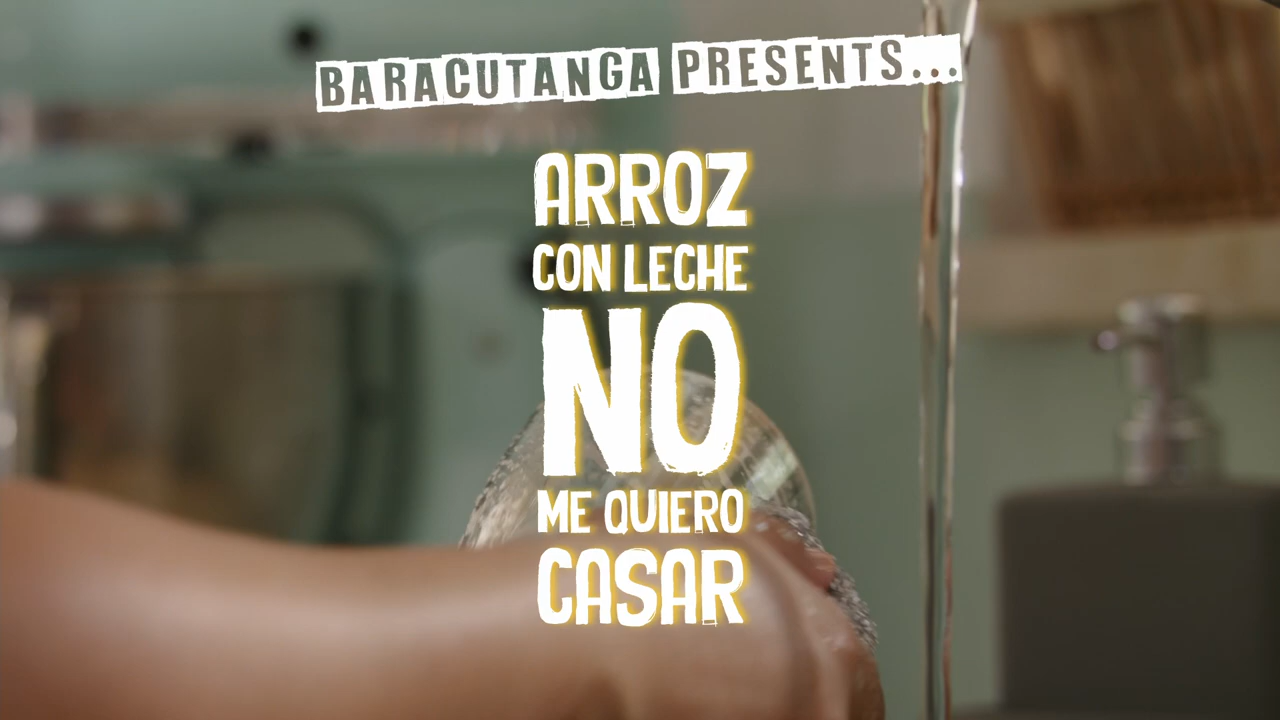 BARACUTANGA PRESENTS...
ARROZ
CON LECHE
NO
ME QUIERO
CASAR